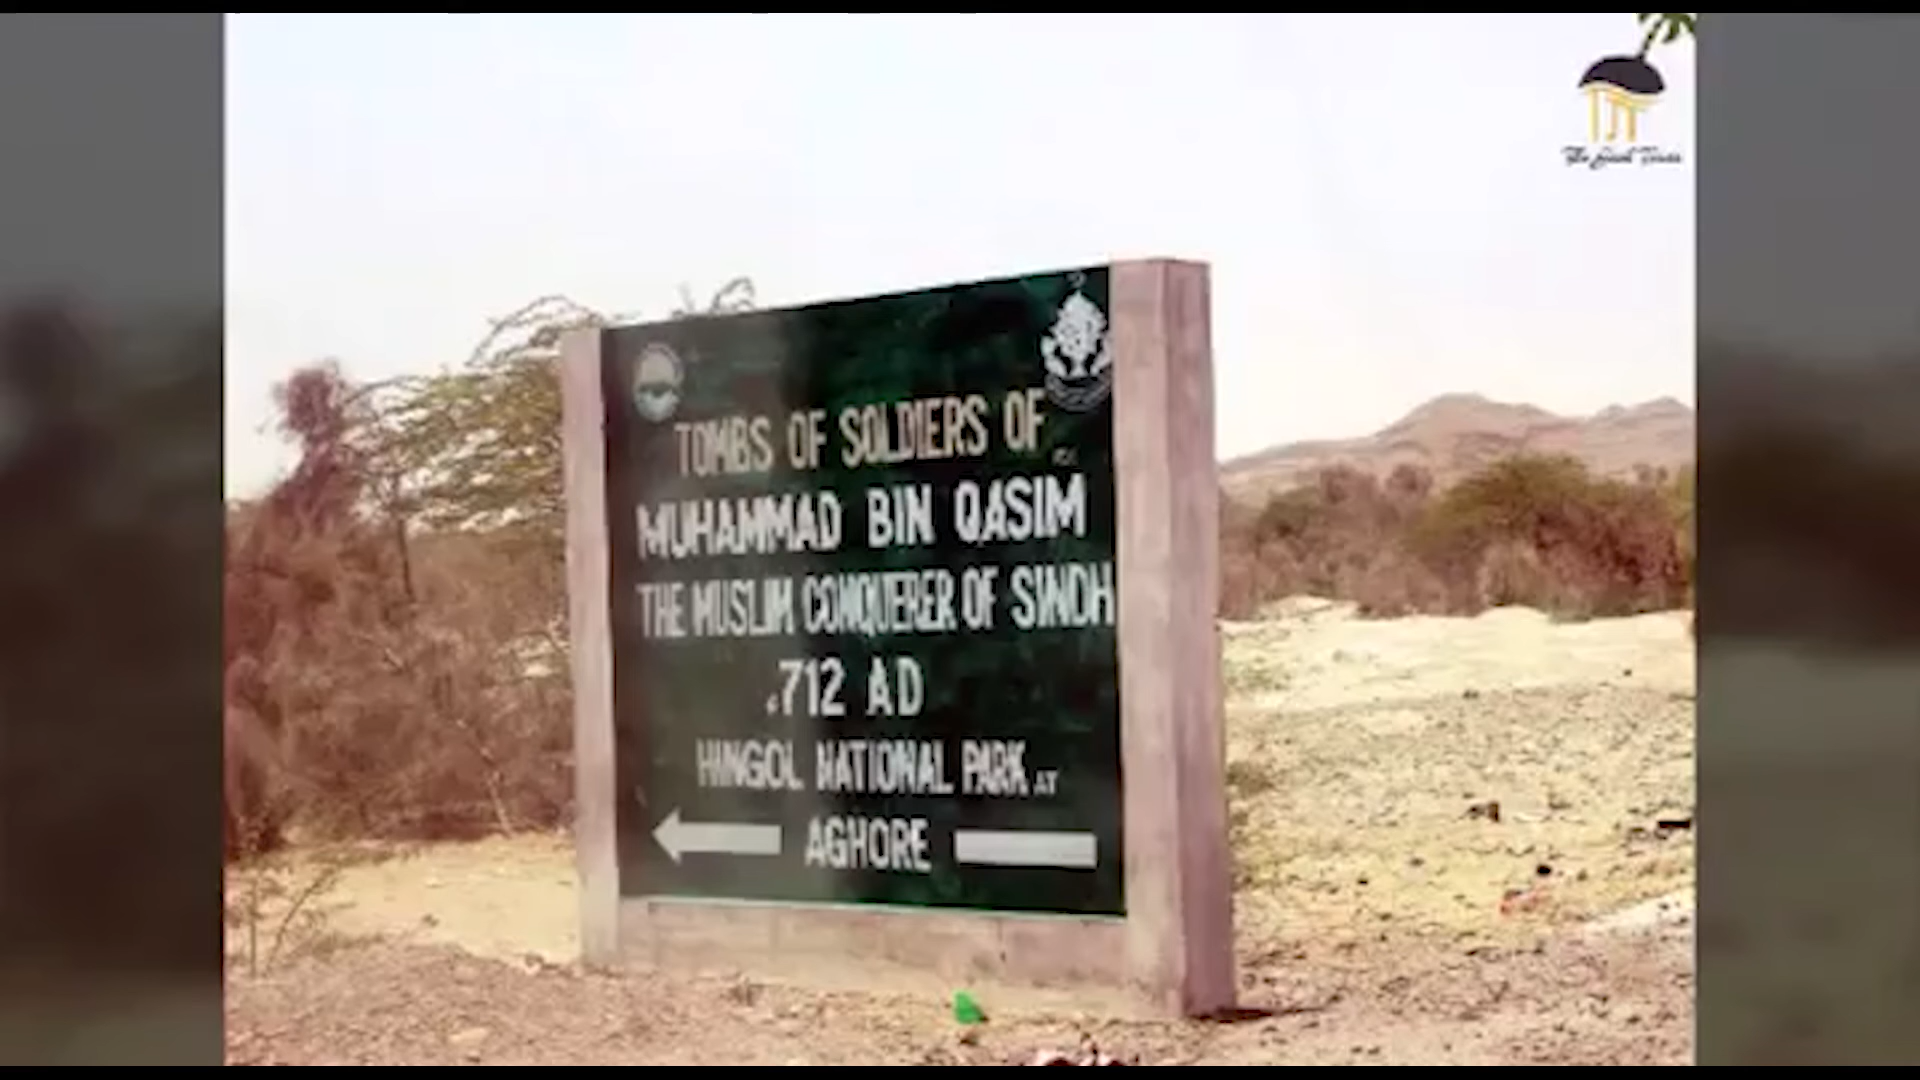 TOMBS OF SOLDIERS OF
MUHAMMAD BIN QASIM
THE MUSLIM CONQUERER OF SINDH
712 AD
HINGOL NATIONAL PARK AT
AGHORE